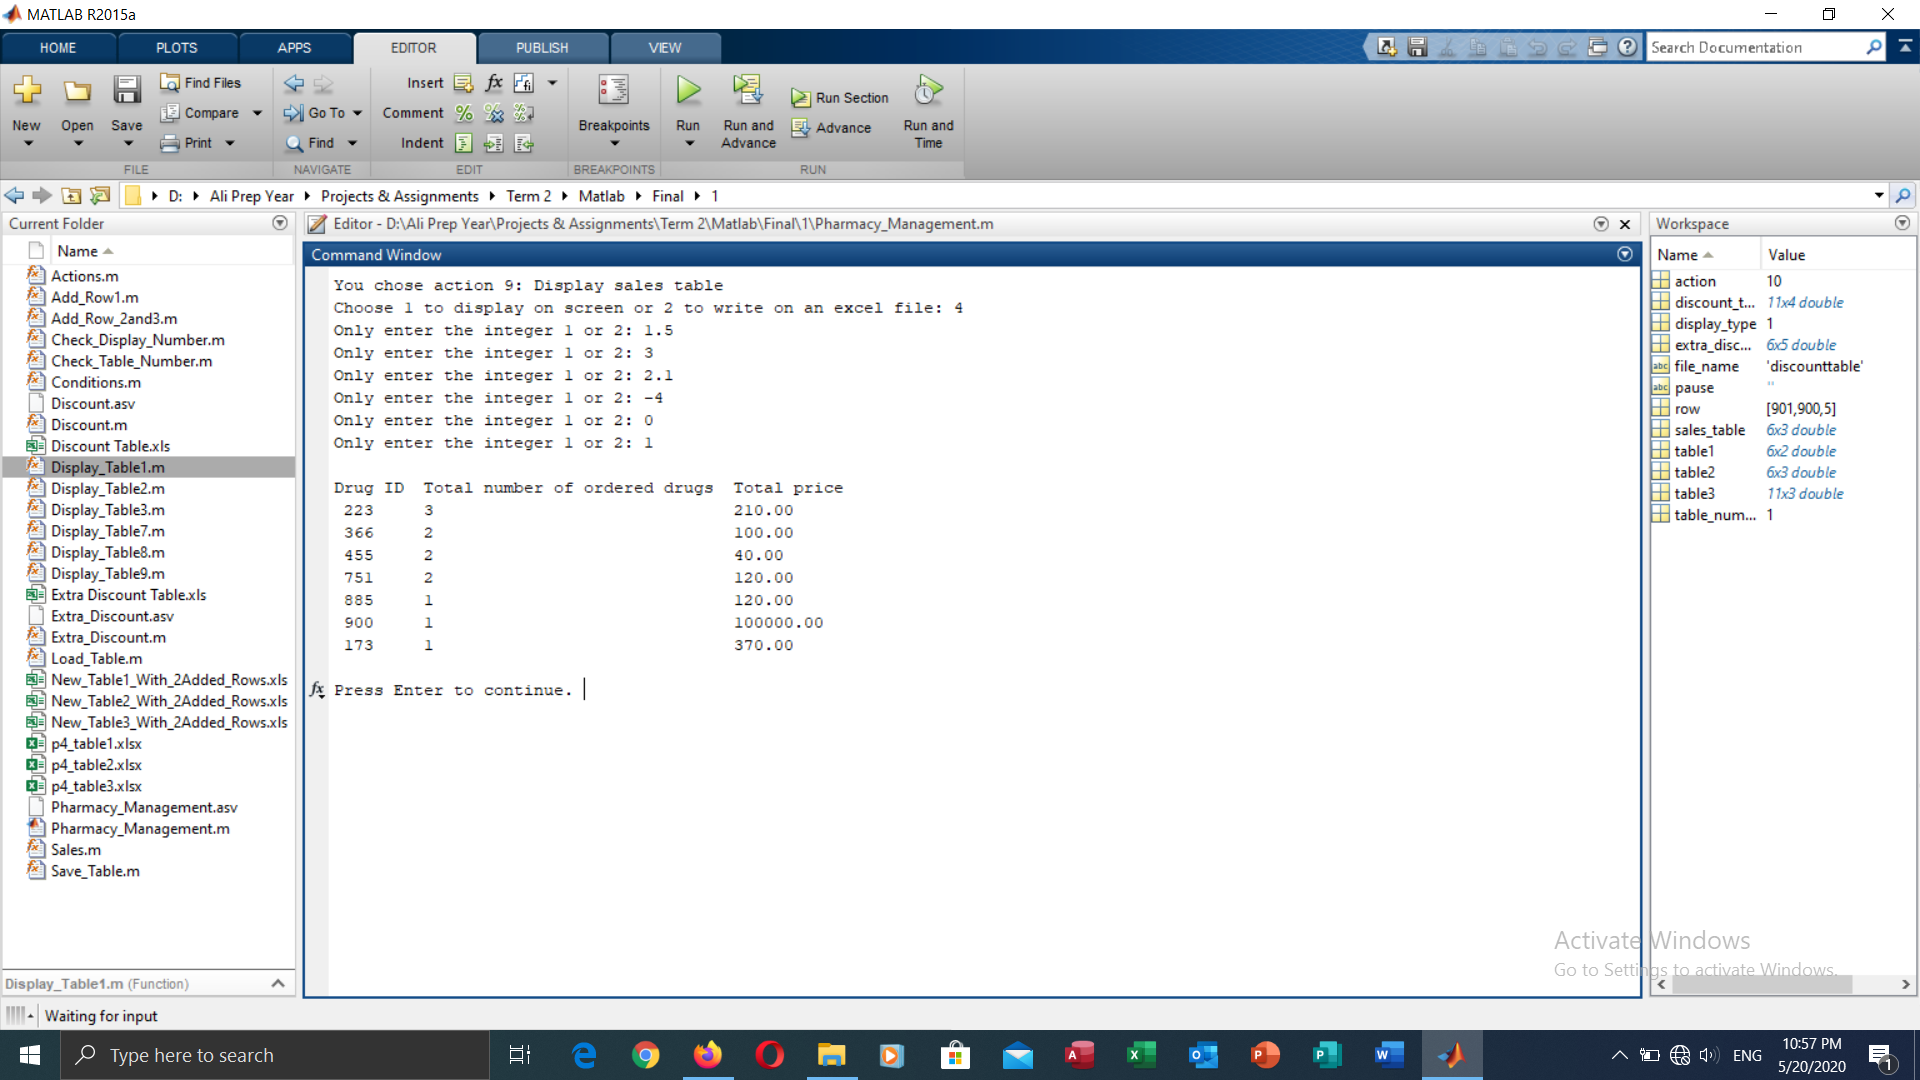 MATLAB R2015a
HOME PLOTS APPS EDITOR PUBLISH VIEW
Search Documentation
New Open Save Find Files Compare Print
FILE
Go To Find
NAVIGATE
Insert fx fi
Comment % % %
Indent
EDIT
Breakpoints
BREAKPOINTS
Run Run and Advance Run Section Advance Run and Time
RUN
D: Ali Prep Year Projects & Assignments Term 2 Matlab Final 1
Current Folder
Name
Actions.m
Add_Row1.m
Add_Row_2and3.m
Check_Display_Number.m
Check_Table_Number.m
Conditions.m
Discount.asv
Discount.m
Discount Table.xls
Display_Table1.m
Display_Table2.m
Display_Table3.m
Display_Table7.m
Display_Table8.m
Display_Table9.m
Extra Discount Table.xls
Extra_Discount.asv
Extra_Discount.m
Load_Table.m
New_Table1_With_2Added_Rows.xls
New_Table2_With_2Added_Rows.xls
New_Table3_With_2Added_Rows.xls
p4_table1.xlsx
p4_table2.xlsx
p4_table3.xlsx
Pharmacy_Management.asv
Pharmacy_Management.m
Sales.m
Save_Table.m
Display_Table1.m (Function)
Editor - D:\Ali Prep Year\Projects & Assignments\Term 2\Matlab\Final\1\Pharmacy_Management.m
Command Window
You chose action 9: Display sales table
Choose 1 to display on screen or 2 to write on an excel file: 4
Only enter the integer 1 or 2: 1.5
Only enter the integer 1 or 2: 3
Only enter the integer 1 or 2: 2.1
Only enter the integer 1 or 2: -4
Only enter the integer 1 or 2: 0
Only enter the integer 1 or 2: 1
Drug ID Total number of ordered drugs Total price
223 3 210.00
366 2 100.00
455 2 40.00
751 2 120.00
885 1 120.00
900 1 100000.00
173 1 370.00
fx Press Enter to continue.
Workspace
Name Value
action 10
discount_t... 11x4 double
display_type 1
extra_disc... 6x5 double
abc file_name 'discounttable'
abc pause ''
row [901,900,5]
sales_table 6x3 double
table1 6x2 double
table2 6x3 double
table3 11x3 double
table_num... 1
Activate Windows
Go to Settings to activate Windows.
Waiting for input
Type here to search
ENG
10:57 PM
5/20/2020
1